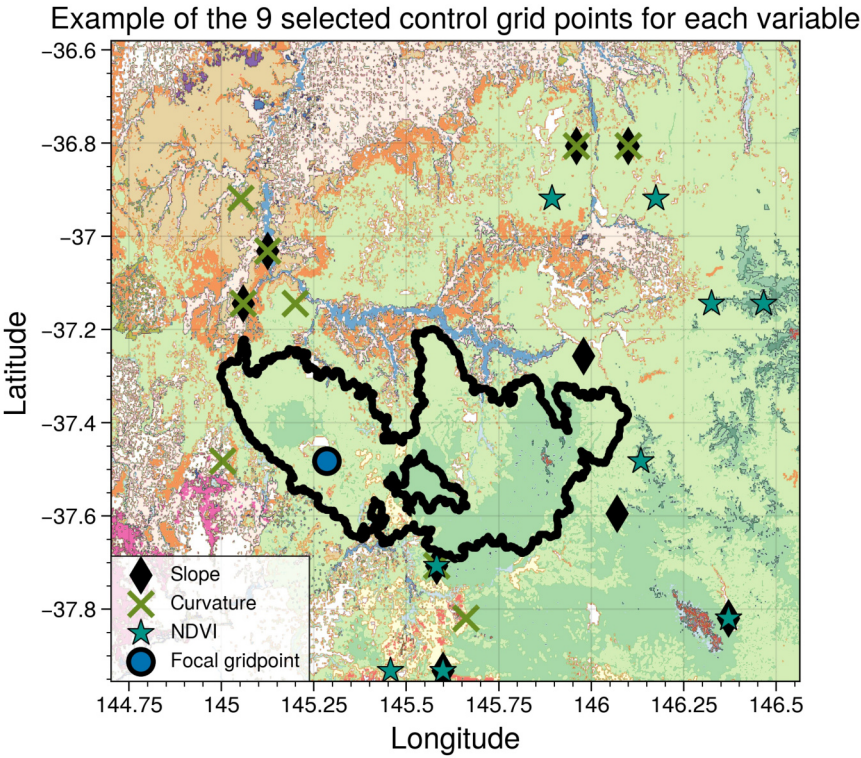 Example of the 9 selected control grid points for each variable
−36.6
−36.8
−37
−37.2
−37.4
−37.6
−37.8
Latitude
Slope
Curvature
NDVI
Focal gridpoint
144.75 145 145.25 145.5 145.75 146 146.25 146.5
Longitude